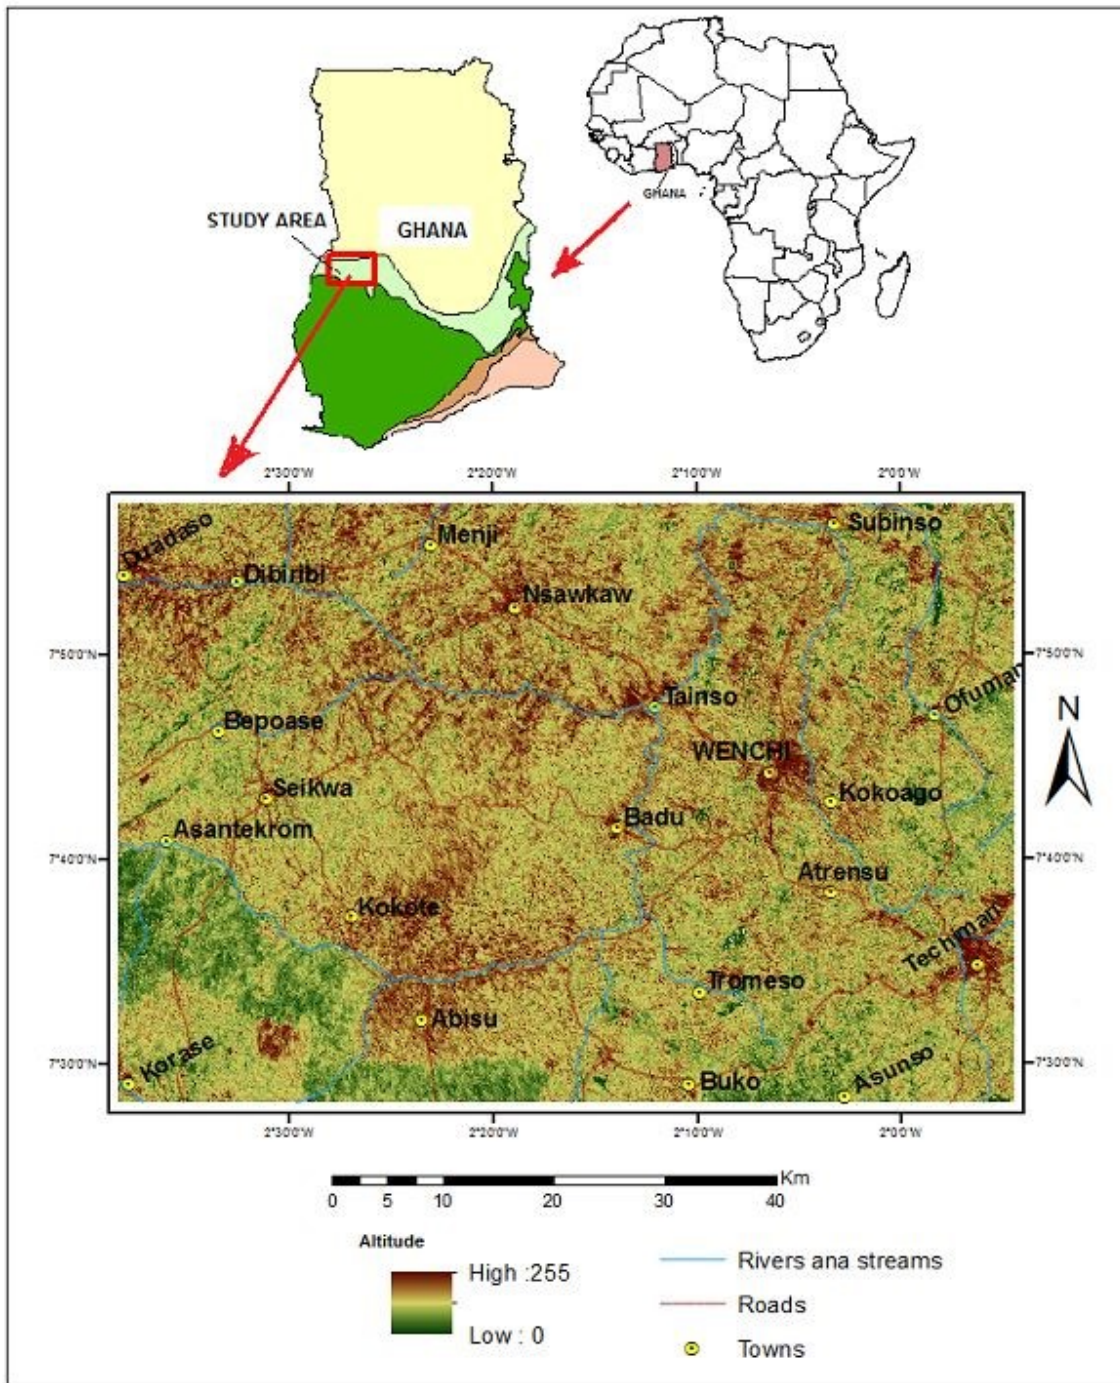 GHANA
STUDY AREA
GHANA
2°30'0"W 2°20'0"W 2°10'0"W 2°0'0"W
Duadaso
Menji
Subinso
Dibiribi
Nsawkaw
7°50'0"N 7°50'0"N
Ofuman
Tainso
Bepoase
WENCHI
N
Seikwa
Kokoago
Badu
Asantekrom
7°40'0"N 7°40'0"N
Atrensu
Kokote
Techiman
Tromeso
Abisu
7°30'0"N 7°30'0"N
Korase
Buko
Asunso
2°30'0"W 2°20'0"W 2°10'0"W 2°0'0"W
Km
0 5 10 20 30 40
Altitude
High :255
Low : 0
Rivers ana streams
Roads
Towns